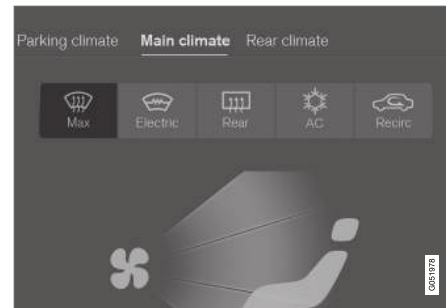 Parking climate Main climate Rear climate
Max Electric Rear AC Recirc
G051978